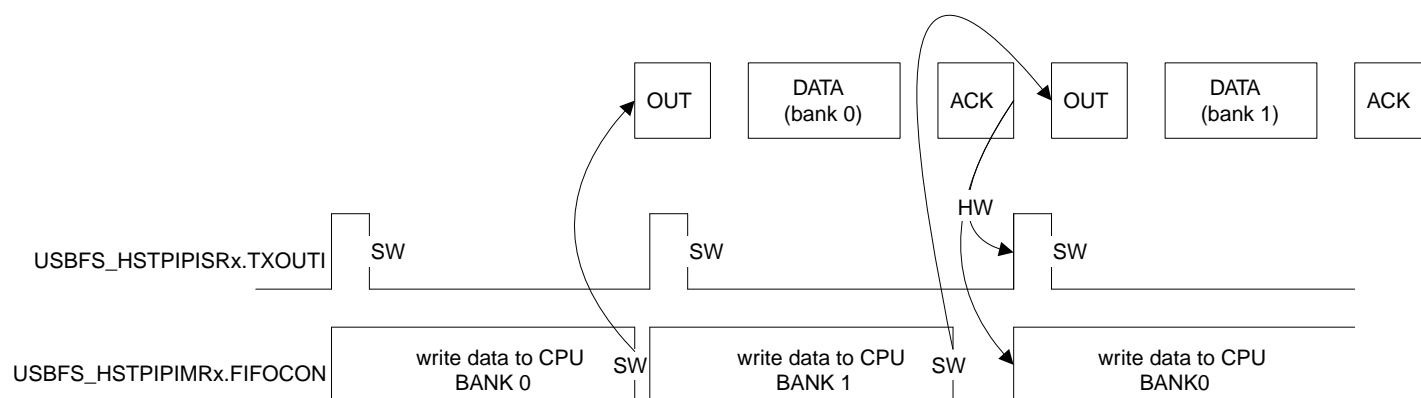 OUT
DATA
(bank 0)
ACK
OUT
DATA
(bank 1)
ACK
HW
USBFS_HSTPIPISRx.TXOUTI
SW
SW
SW
USBFS_HSTPIPIMRx.FIFOCON
write data to CPU
BANK 0
SW
write data to CPU
BANK 1
SW
write data to CPU
BANK0